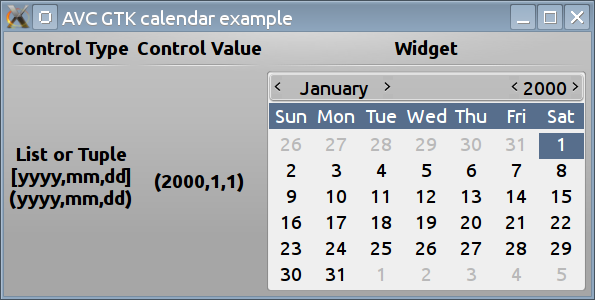 AVC GTK calendar example
Control Type Control Value Widget
List or Tuple
[yyyy,mm,dd]
(yyyy,mm,dd)
(2000,1,1)
< January > < 2000 >
Sun Mon Tue Wed Thu Fri Sat
26 27 28 29 30 31 1
2 3 4 5 6 7 8
9 10 11 12 13 14 15
16 17 18 19 20 21 22
23 24 25 26 27 28 29
30 31 1 2 3 4 5